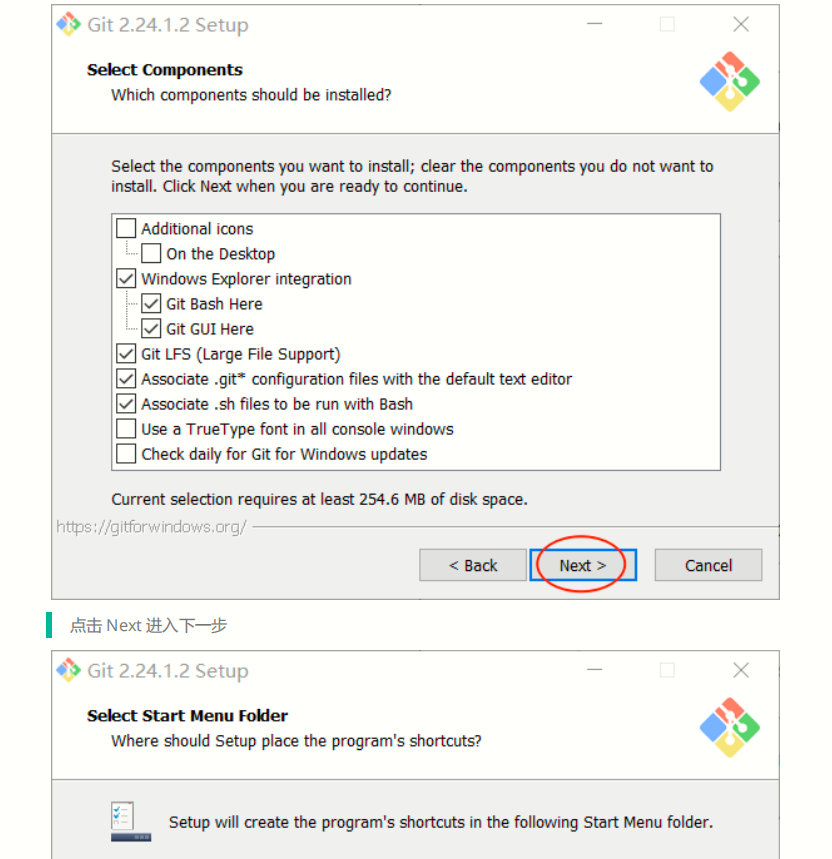 Git 2.24.1.2 Setup
Select Components
Which components should be installed?
Select the components you want to install; clear the components you do not want to
install. Click Next when you are ready to continue.
Additional icons
On the Desktop
Windows Explorer integration
Git Bash Here
Git GUI Here
Git LFS (Large File Support)
Associate .git* configuration files with the default text editor
Associate .sh files to be run with Bash
Use a TrueType font in all console windows
Check daily for Git for Windows updates
Current selection requires at least 254.6 MB of disk space.
https://gitforwindows.org/
< Back Next > Cancel
点击 Next 进入下一步
Git 2.24.1.2 Setup
Select Start Menu Folder
Where should Setup place the program's shortcuts?
Setup will create the program's shortcuts in the following Start Menu folder.